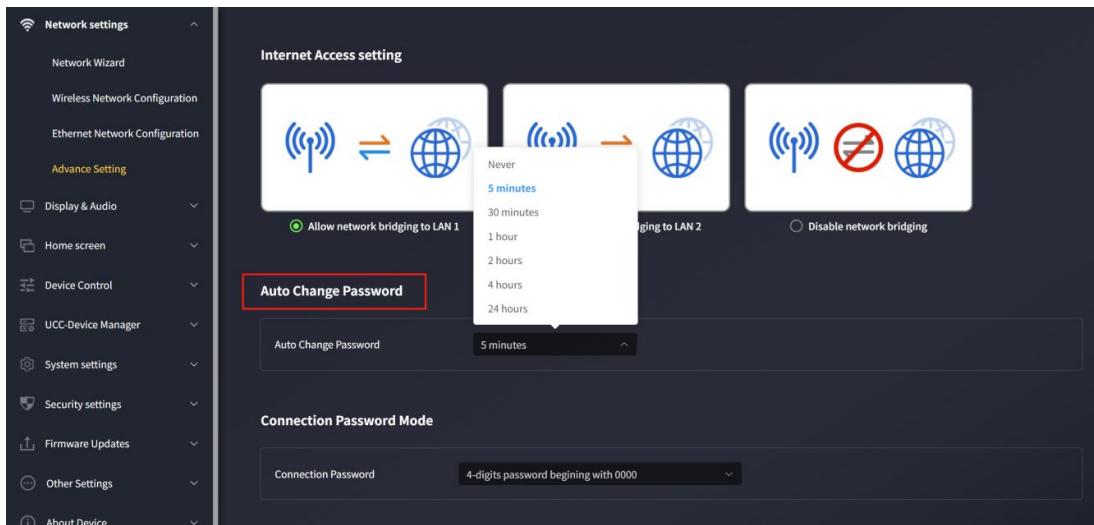 Network settings
Network Wizard
Wireless Network Configuration
Ethernet Network Configuration
Advance Setting
Display & Audio
Home screen
Device Control
UCC-Device Manager
System settings
Security settings
Firmware Updates
Other Settings
About Device
Internet Access setting
Allow network bridging to LAN 1
ging to LAN 2
Disable network bridging
Never
5 minutes
30 minutes
1 hour
2 hours
4 hours
24 hours
Auto Change Password
Auto Change Password 5 minutes
Connection Password Mode
Connection Password 4-digits password begining with 0000